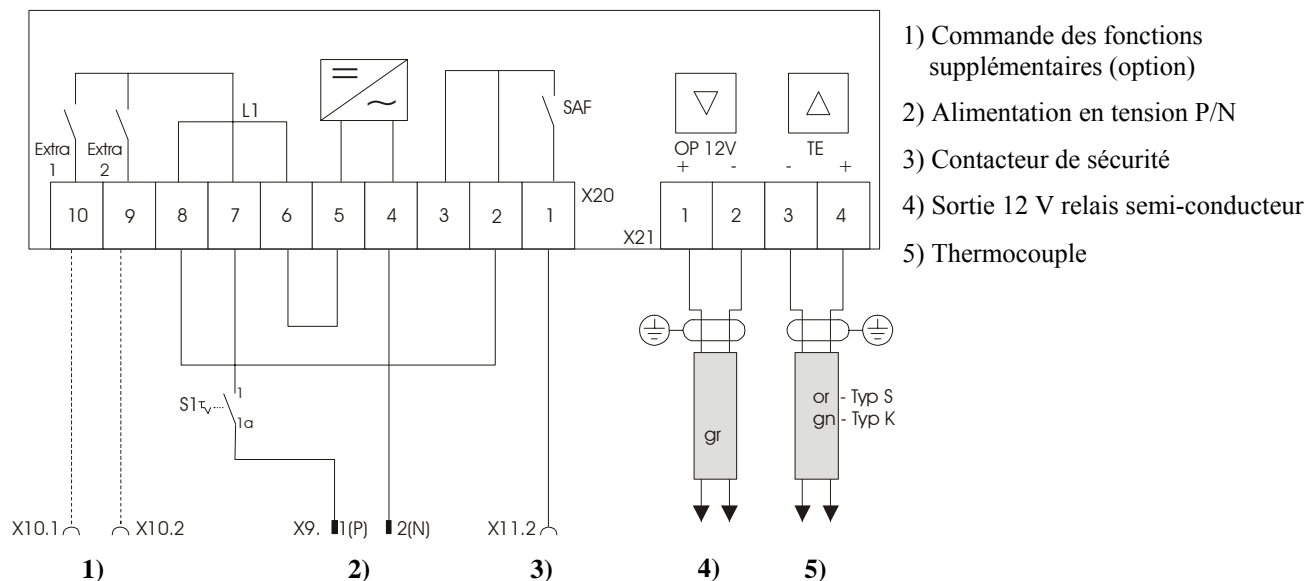 1) Commande des fonctions
supplémentaires (option)
2) Alimentation en tension P/N
3) Contacteur de sécurité
4) Sortie 12 V relais semi-conducteur
5) Thermocouple
L1
SAF
Extra 1
Extra 2
OP 12V
+ -
TE
- +
X20
10 9 8 7 6 5 4 3 2 1
X21
1 2 3 4
S1
1
1a
gr
or - Typ S
gn - Typ K
X10.1 X10.2 X9. 1(P) 2(N) X11.2
1) 2) 3) 4) 5)